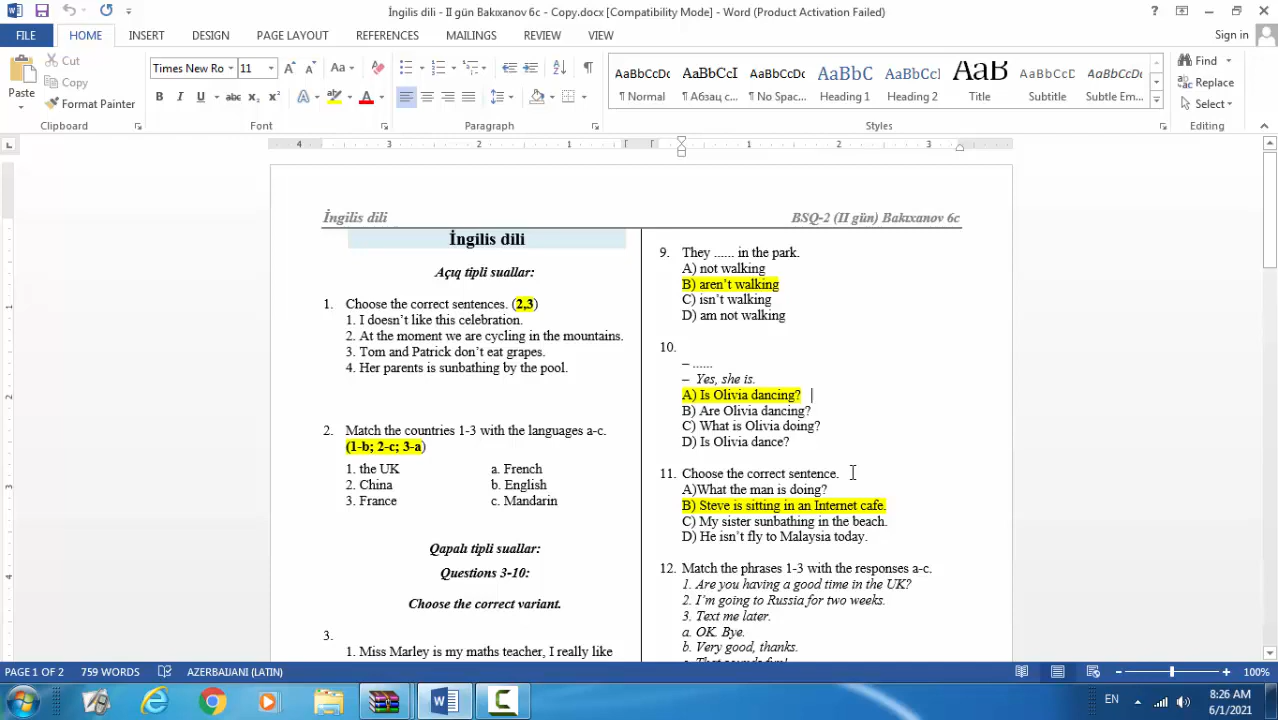 İngilis dili - II gün Bakıxanov 6c - Copy.docx [Compatibility Mode] - Word (Product Activation Failed)
FILE HOME INSERT DESIGN PAGE LAYOUT REFERENCES MAILINGS REVIEW VIEW Sign in
Paste
Cut
Copy
Format Painter
Clipboard
Times New Ro 11
Font
Paragraph
AaBbCcDc AaBbCcI AaBbCcDc AaBbC AaBbCc AaB AaBbCcDc AaBbCcDc
¶ Normal ¶ Абзац с... ¶ No Spac... Heading 1 Heading 2 Title Subtitle Subtle Em...
Styles
Find
Replace
Select
Editing
İngilis dili
BSQ-2 (II gün) Bakıxanov 6c
İngilis dili
Açıq tipli suallar:
1. Choose the correct sentences. (2,3)
1. I doesn't like this celebration.
2. At the moment we are cycling in the mountains.
3. Tom and Patrick don't eat grapes.
4. Her parents is sunbathing by the pool.
2. Match the countries 1-3 with the languages a-c.
(1-b; 2-c; 3-a)
1. the UK a. French
2. China b. English
3. France c. Mandarin
Qapalı tipli suallar:
Questions 3-10:
Choose the correct variant.
3.
1. Miss Marley is my maths teacher, I really like
9. They ...... in the park.
A) not walking
B) aren't walking
C) isn't walking
D) am not walking
10.
– ......
– Yes, she is.
A) Is Olivia dancing?
B) Are Olivia dancing?
C) What is Olivia doing?
D) Is Olivia dance?
11. Choose the correct sentence.
A)What the man is doing?
B) Steve is sitting in an Internet cafe.
C) My sister sunbathing in the beach.
D) He isn't fly to Malaysia today.
12. Match the phrases 1-3 with the responses a-c.
1. Are you having a good time in the UK?
2. I'm going to Russia for two weeks.
3. Text me later.
a. OK. Bye.
b. Very good, thanks.
PAGE 1 OF 2 759 WORDS AZERBAIJANI (LATIN) 100%
EN 8:26 AM
6/1/2021